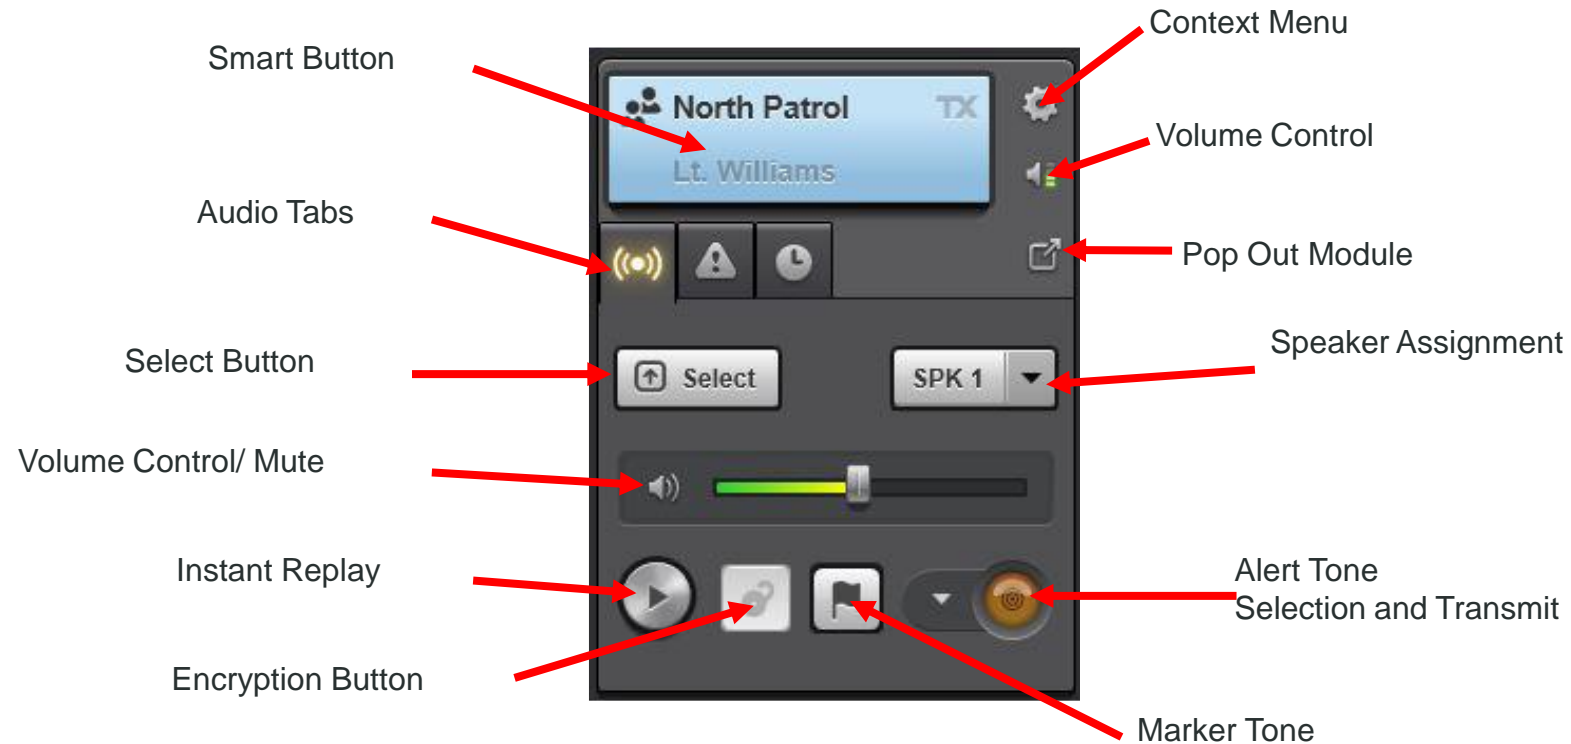 Context Menu
Smart Button
North Patrol
TX
Volume Control
Lt. Williams
Audio Tabs
Pop Out Module
Speaker Assignment
Select Button
Select
SPK 1
Volume Control/ Mute
Instant Replay
Alert Tone
Selection and Transmit
Encryption Button
Marker Tone